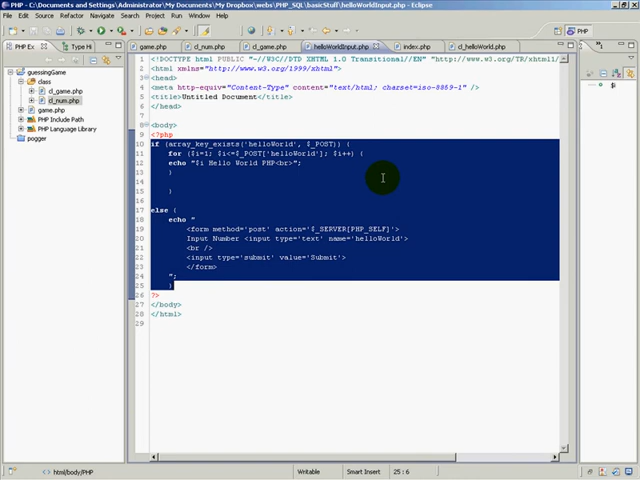 PHP - C:\Documents and Settings\Administrator\My Documents\My Dropbox\webs\PHP_SQL\basicStuff\helloWorldInput.php - Eclipse
File Edit Source Refactor Navigate Search Project Run Window Help
PHP
PHP Ex Type Hi game.php cl_num.php cl_game.php helloWorldInput.php index.php cl_helloWorld.php
guessingGame
class
cl_game.php
cl_num.php
game.php
PHP Include Path
PHP Language Library
pogger
1 <!DOCTYPE html PUBLIC "-//W3C//DTD XHTML 1.0 Transitional//EN" "http://www.w3.org/TR/xhtml1/
2 <html xmlns="http://www.w3.org/1999/xhtml">
3 <head>
4 <meta http-equiv="Content-Type" content="text/html; charset=iso-8859-1" />
5 <title>Untitled Document</title>
6 </head>
7
8 <body>
9 <?php
10 if (array_key_exists('helloWorld', $_POST)) {
11 for ($i=1; $i<=$_POST['helloWorld']; $i++) {
12 echo "$i Hello World PHP<br>";
13 }
14
15 }
16
17 else {
18 echo "
19 <form method='post' action='$_SERVER[PHP_SELF]'>
20 Input Number <input type='text' name='helloWorld'>
21 <br />
22 <input type='submit' value='Submit'>
23 </form>
24 ";
25 }
26 ?>
27 </body>
28 </html>
29
html/body/PHP Writable Smart Insert 25 : 6